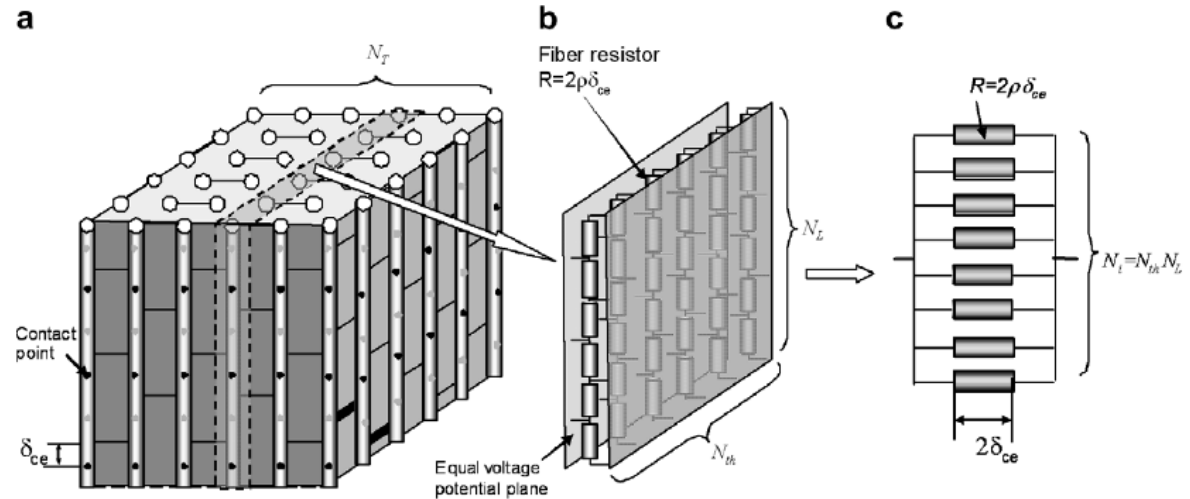 a
b
c
N_T
Fiber resistor
R=2ρδ_ce
R=2ρδ_ce
N_L
N_t=N_th N_L
Contact
point
δ_ce
Equal voltage
potential plane
N_th
2δ_ce